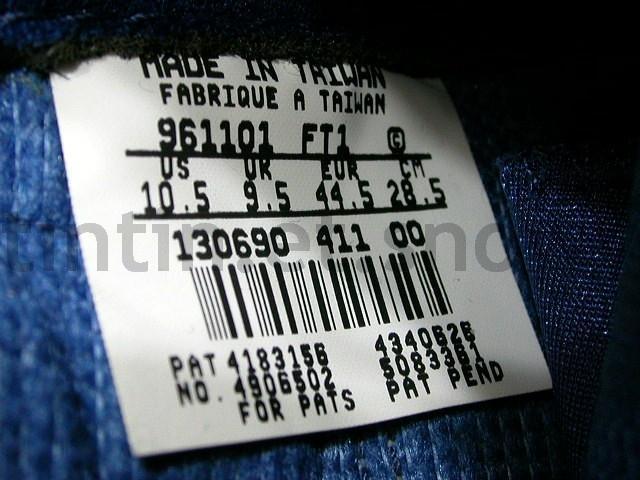 MADE IN TAIWAN
FABRIQUE A TAIWAN
961101 FT1 G
US UK EUR CM
10.5 9.5 44.5 28.5
130690 411 00
PAT 4183156 4340626
NO. 4906502 5083361
FOR PATS PAT PEND